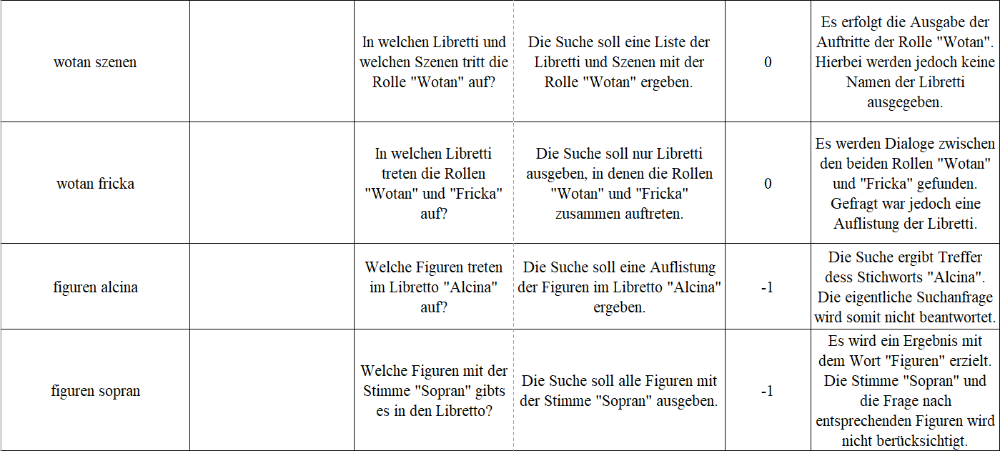 wotan szenen
In welchen Libretti und
welchen Szenen tritt die
Rolle "Wotan" auf?
Die Suche soll eine Liste der
Libretti und Szenen mit der
Rolle "Wotan" ergeben.
0
Es erfolgt die Ausgabe der
Auftritte der Rolle "Wotan".
Hierbei werden jedoch keine
Namen der Libretti
ausgegeben.
wotan fricka
In welchen Libretti
treten die Rollen
"Wotan" und "Fricka"
auf?
Die Suche soll nur Libretti
ausgeben, in denen die Rollen
"Wotan" und "Fricka"
zusammen auftreten.
0
Es werden Dialoge zwischen
den beiden Rollen "Wotan"
und "Fricka" gefunden.
Gefragt war jedoch eine
Auflistung der Libretti.
figuren alcina
Welche Figuren treten
im Libretto "Alcina"
auf?
Die Suche soll eine Auflistung
der Figuren im Libretto "Alcina"
ergeben.
-1
Die Suche ergibt Treffer
dess Stichworts "Alcina".
Die eigentliche Suchanfrage
wird somit nicht beantwortet.
figuren sopran
Welche Figuren mit der
Stimme "Sopran" gibts
es in den Libretto?
Die Suche soll alle Figuren mit
der Stimme "Sopran" ausgeben.
-1
Es wird ein Ergebnis mit
dem Wort "Figuren" erzielt.
Die Stimme "Sopran" und
die Frage nach
entsprechenden Figuren wird
nicht berücksichtigt.